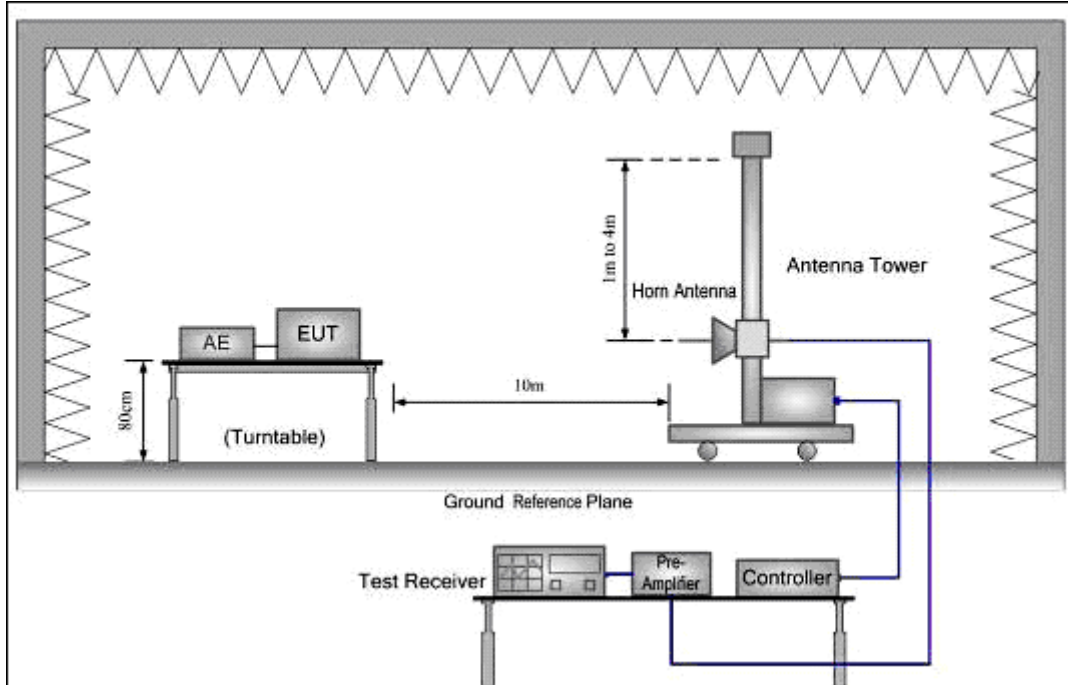 1m to 4m
Antenna Tower
Horn Antenna
AE
EUT
10m
80cm
(Turntable)
Ground Reference Plane
Test Receiver
Pre-
Amplifier
Controller